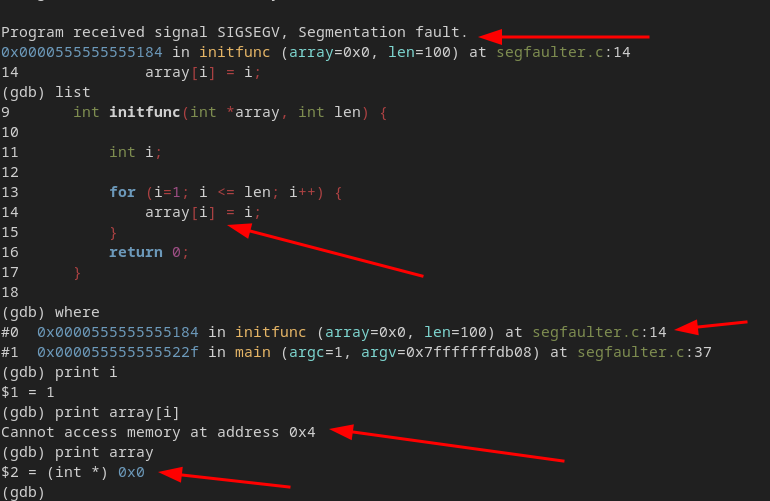 Program received signal SIGSEGV, Segmentation fault.
0x0000555555555184 in initfunc (array=0x0, len=100) at segfaulter.c:14
14              array[i] = i;
(gdb) list
9       int initfunc(int *array, int len) {
10
11          int i;
12
13          for (i=1; i <= len; i++) {
14              array[i] = i;
15          }
16          return 0;
17      }
18
(gdb) where
#0  0x0000555555555184 in initfunc (array=0x0, len=100) at segfaulter.c:14
#1  0x000055555555522f in main (argc=1, argv=0x7fffffffdb08) at segfaulter.c:37
(gdb) print i
$1 = 1
(gdb) print array[i]
Cannot access memory at address 0x4
(gdb) print array
$2 = (int *) 0x0
(gdb)